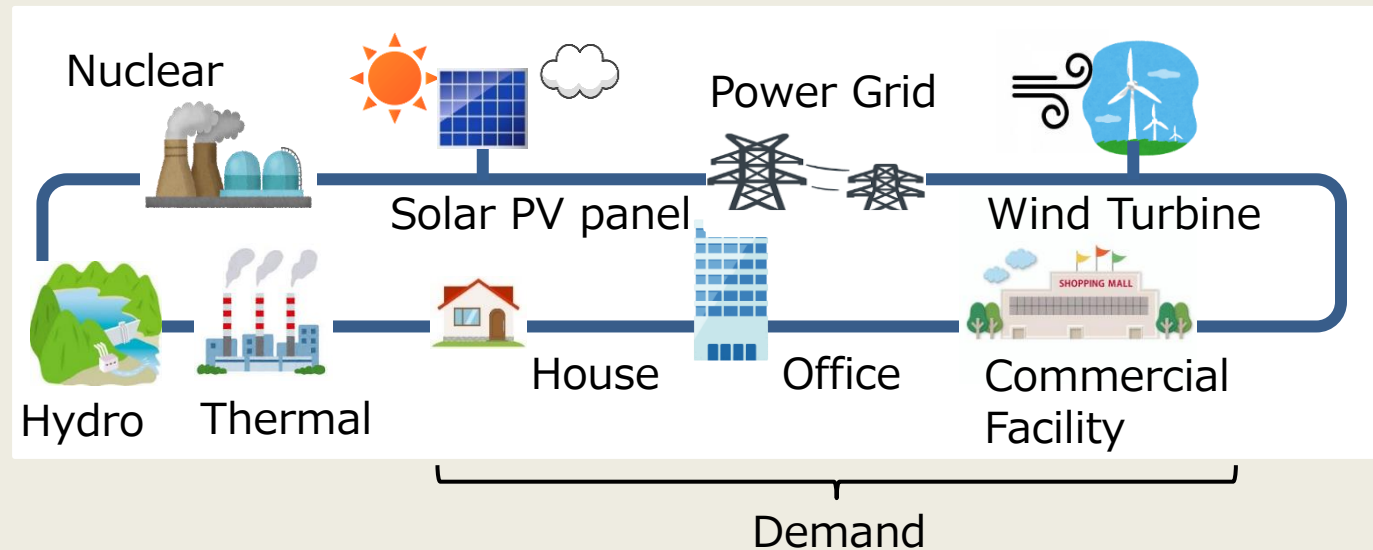 Nuclear
Power Grid
Solar PV panel
Wind Turbine
SHOPPING MALL
House
Office
Commercial
Facility
Hydro
Thermal
Demand